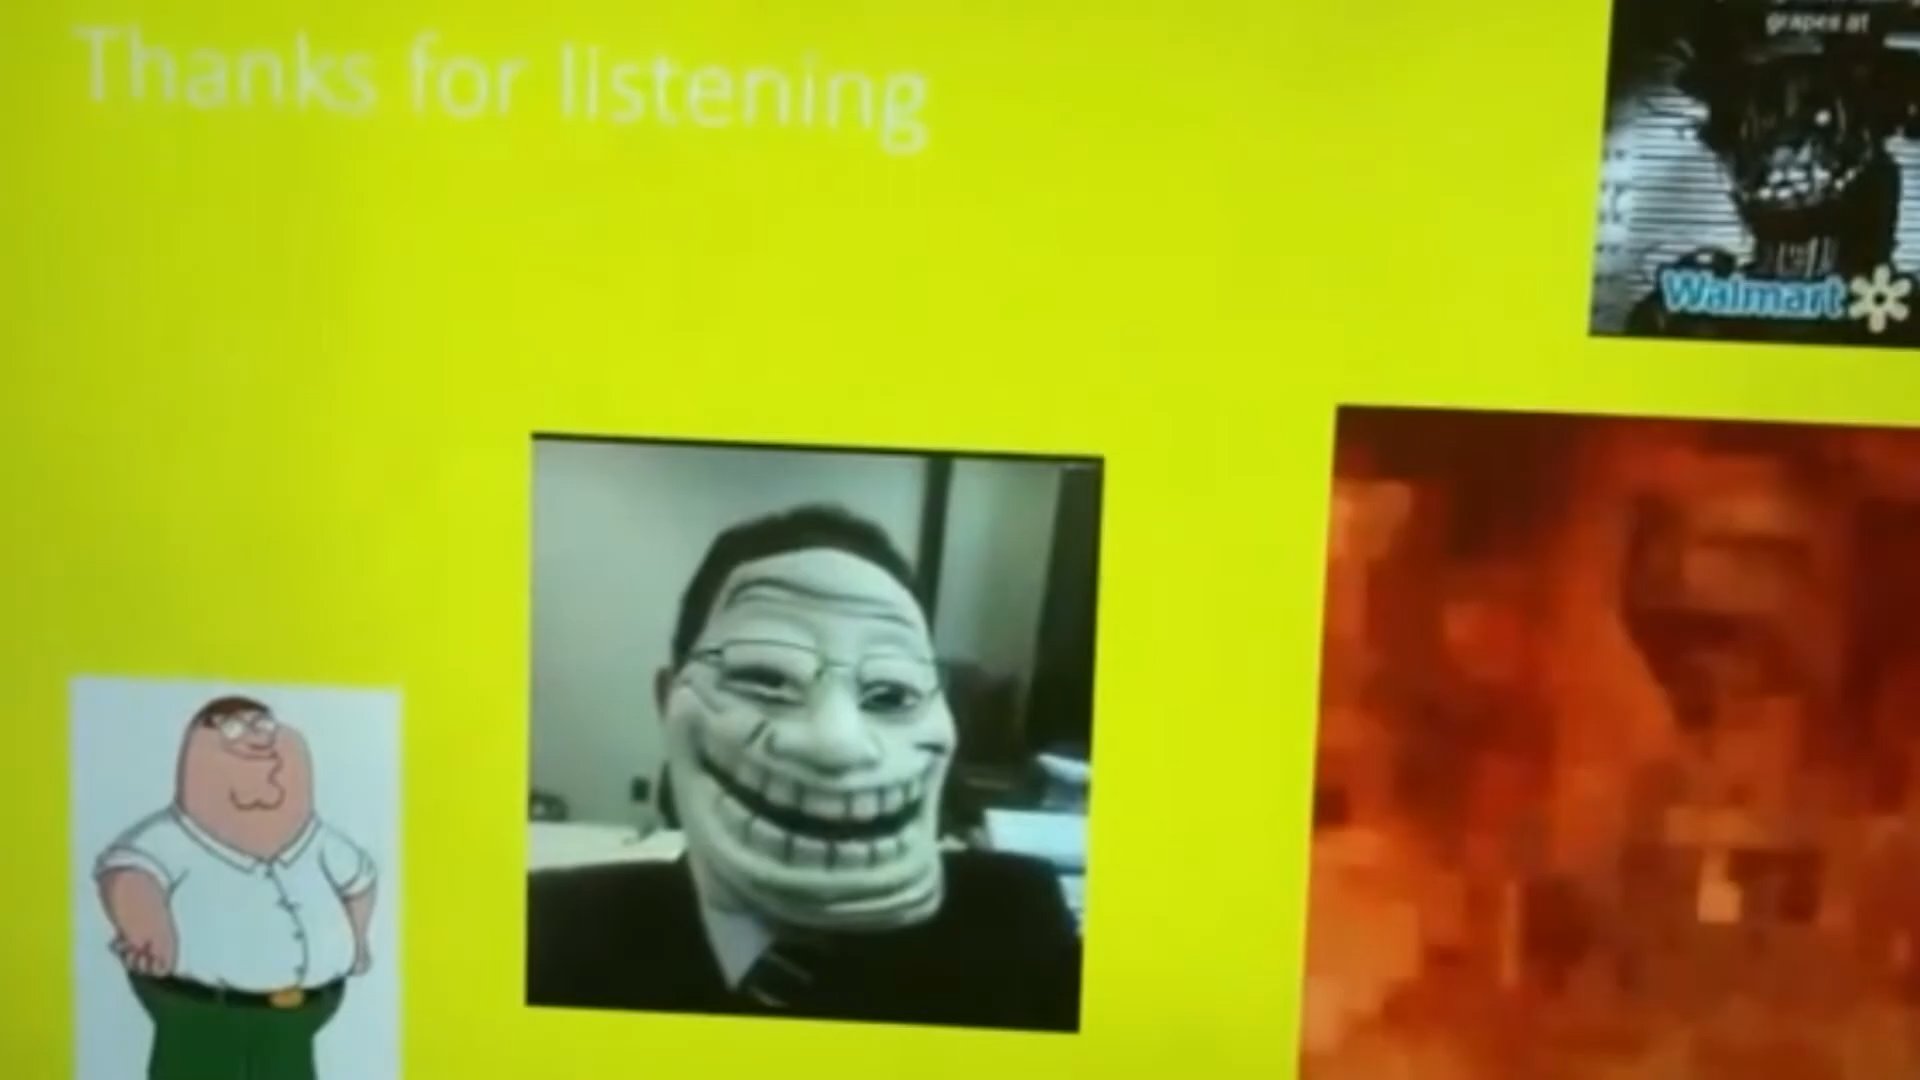 Thanks for listening
grapes at
Walmart